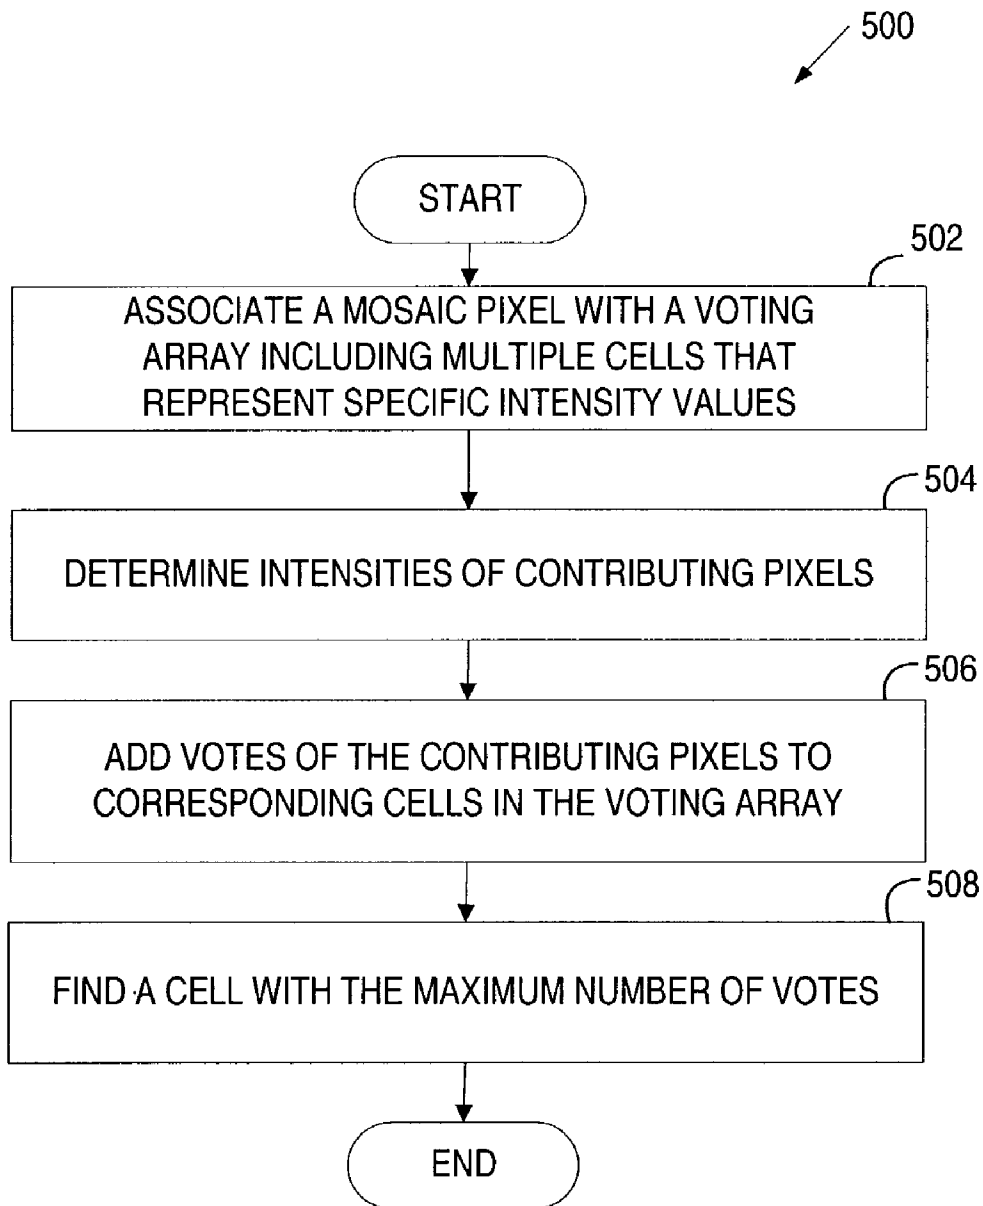 500
START
502
ASSOCIATE A MOSAIC PIXEL WITH A VOTING
ARRAY INCLUDING MULTIPLE CELLS THAT
REPRESENT SPECIFIC INTENSITY VALUES
504
DETERMINE INTENSITIES OF CONTRIBUTING PIXELS
506
ADD VOTES OF THE CONTRIBUTING PIXELS TO
CORRESPONDING CELLS IN THE VOTING ARRAY
508
FIND A CELL WITH THE MAXIMUM NUMBER OF VOTES
END